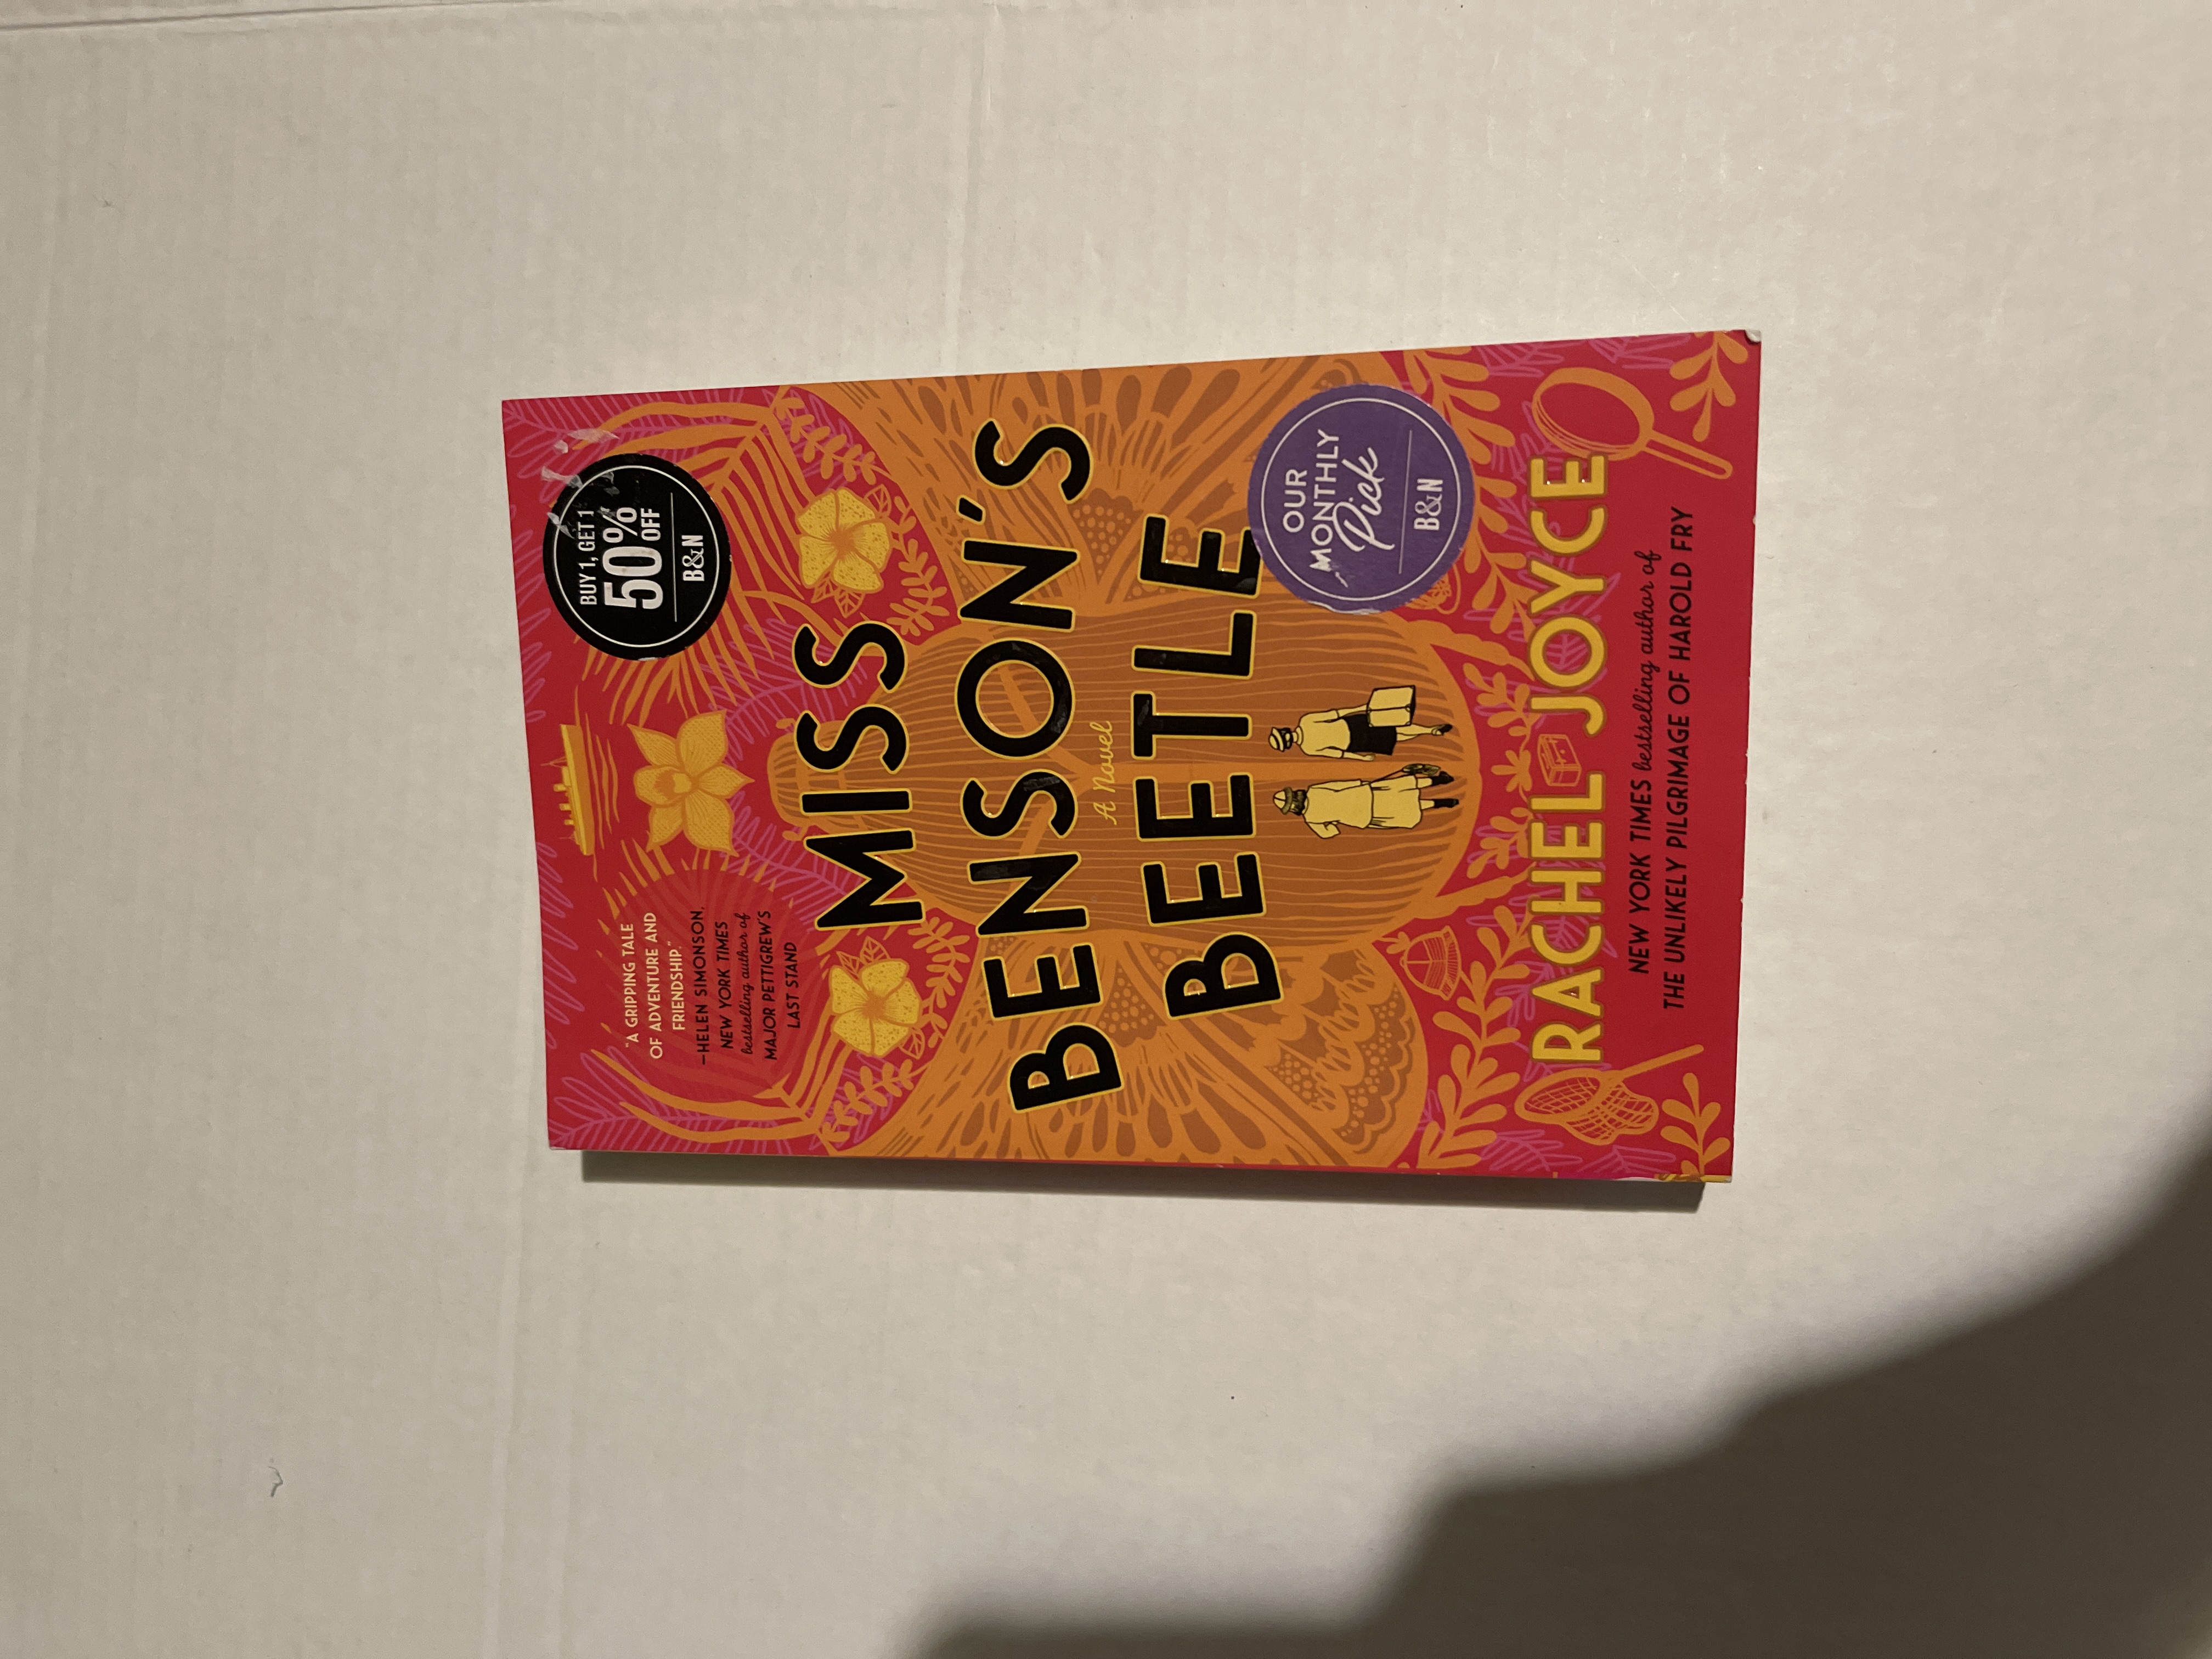 "A GRIPPING TALE
OF ADVENTURE AND
FRIENDSHIP."
—HELEN SIMONSON,
NEW YORK TIMES
bestselling author of
MAJOR PETTIGREW'S
LAST STAND
BUY 1, GET 1
50%
OFF
B&N
MISS
BENSON'S
A Novel
BEETLE
OUR
MONTHLY
Pick
B&N
RACHEL JOYCE
NEW YORK TIMES bestselling author of
THE UNLIKELY PILGRIMAGE OF HAROLD FRY